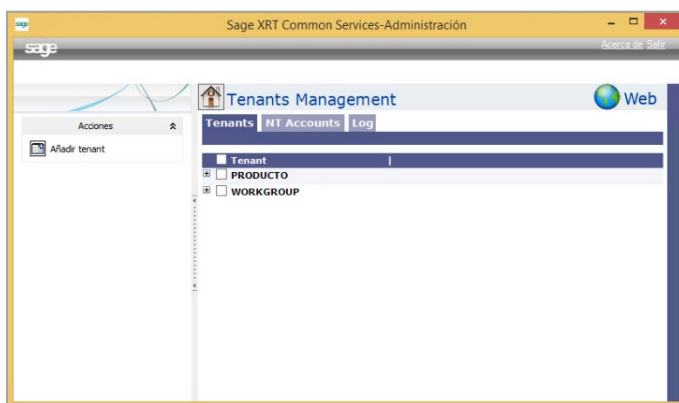 sage
Sage XRT Common Services-Administración
sage
Acerca de Salir
Tenants Management
Web
Acciones
Tenants NT Accounts Log
Añadir tenant
Tenant
PRODUCTO
WORKGROUP